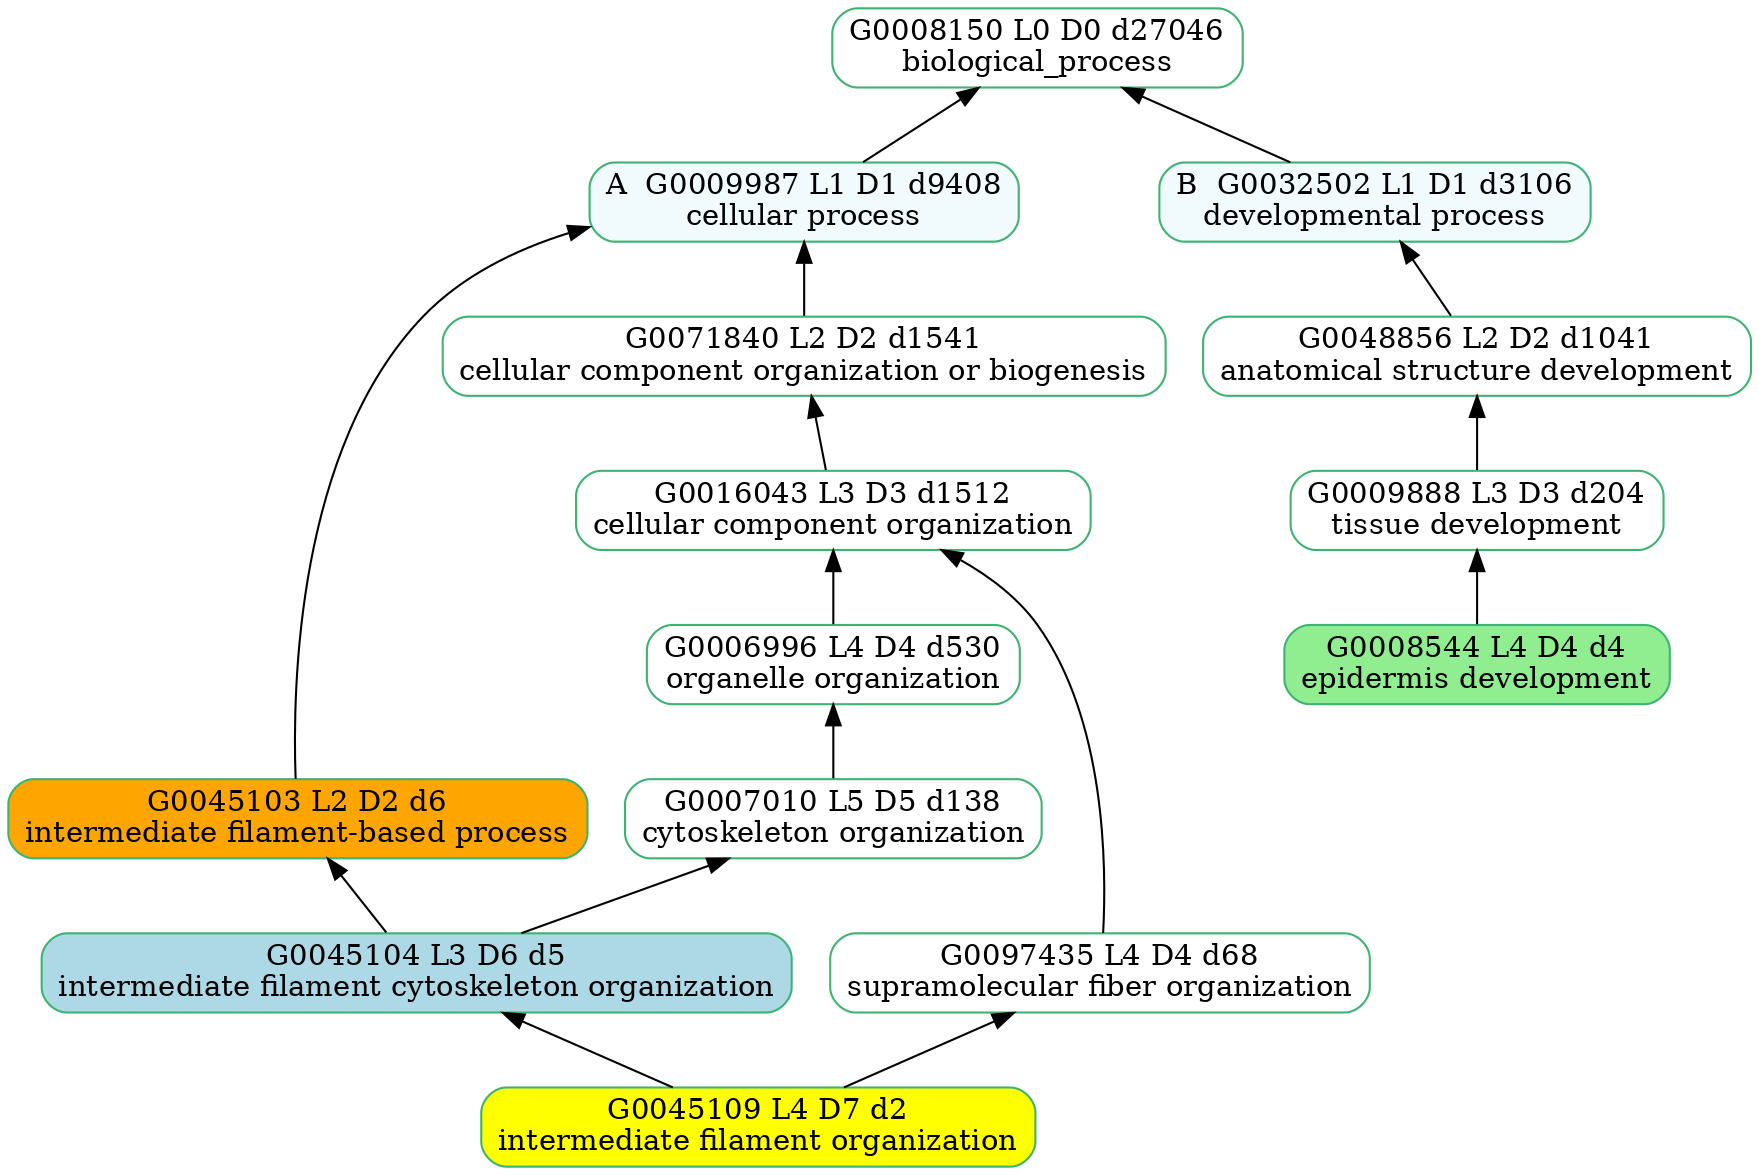 G0008150 L0 D0 d27046
biological_process
A  G0009987 L1 D1 d9408
cellular process
B  G0032502 L1 D1 d3106
developmental process
G0071840 L2 D2 d1541
cellular component organization or biogenesis
G0048856 L2 D2 d1041
anatomical structure development
G0016043 L3 D3 d1512
cellular component organization
G0009888 L3 D3 d204
tissue development
G0006996 L4 D4 d530
organelle organization
G0008544 L4 D4 d4
epidermis development
G0045103 L2 D2 d6
intermediate filament-based process
G0007010 L5 D5 d138
cytoskeleton organization
G0045104 L3 D6 d5
intermediate filament cytoskeleton organization
G0097435 L4 D4 d68
supramolecular fiber organization
G0045109 L4 D7 d2
intermediate filament organization